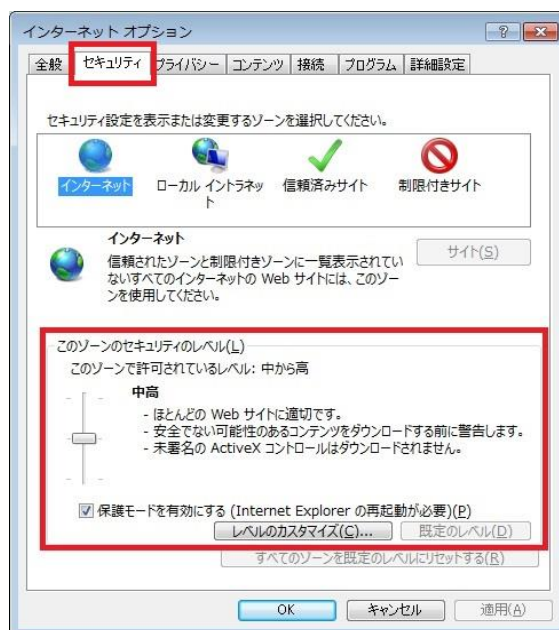 インターネット オプション
全般 セキュリティ プライバシー コンテンツ 接続 プログラム 詳細設定
セキュリティ設定を表示または変更するゾーンを選択してください。
インターネット ローカル イントラネッ
ト 信頼済みサイト 制限付きサイト
インターネット
信頼されたゾーンと制限付きゾーンに一覧表示されてい
ないすべてのインターネットの Web サイトには、このゾー
ンを使用してください。
サイト(S)
このゾーンのセキュリティのレベル(L)
このゾーンで許可されているレベル: 中から高
中高
- ほとんどの Web サイトに適切です。
- 安全でない可能性のあるコンテンツをダウンロードする前に警告します。
- 未署名の ActiveX コントロールはダウンロードされません。
保護モードを有効にする (Internet Explorer の再起動が必要)(P)
レベルのカスタマイズ(C)... 既定のレベル(D)
すべてのゾーンを既定のレベルにリセットする(R)
OK キャンセル 適用(A)